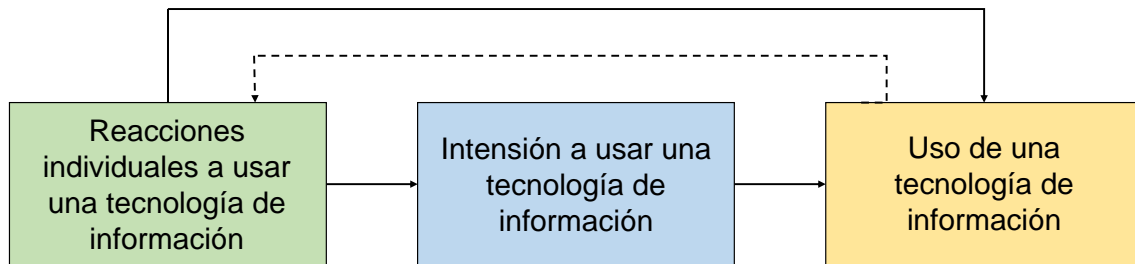 Reacciones
individuales a usar
una tecnología de
información
Intensión a usar una
tecnología de
información
Uso de una
tecnología de
información